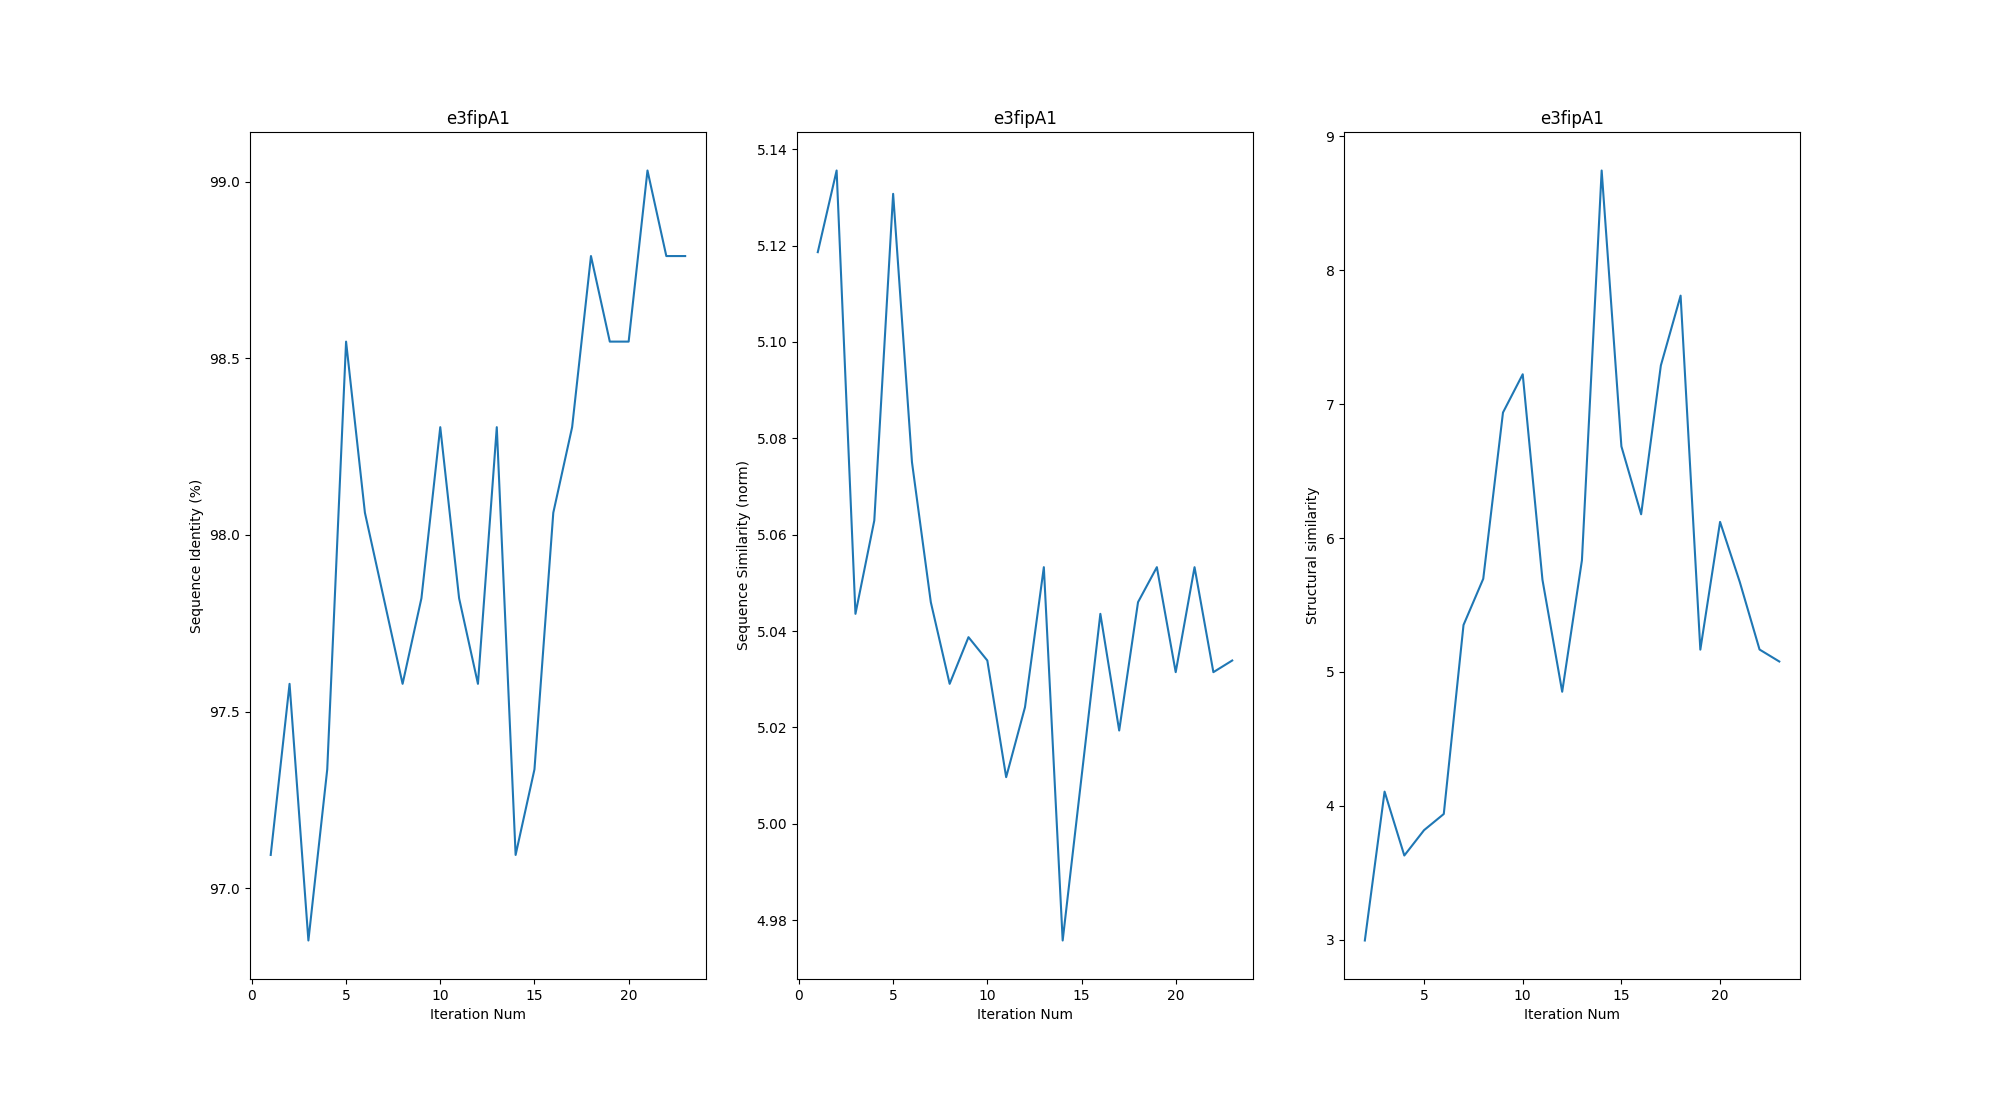 e3fipA1
99.0
98.5
98.0
97.5
97.0
Sequence Identity (%)
0 5 10 15 20
Iteration Num
e3fipA1
5.14
5.12
5.10
5.08
5.06
5.04
5.02
5.00
4.98
Sequence Similarity (norm)
0 5 10 15 20
Iteration Num
e3fipA1
9
8
7
6
5
4
3
Structural similarity
5 10 15 20
Iteration Num